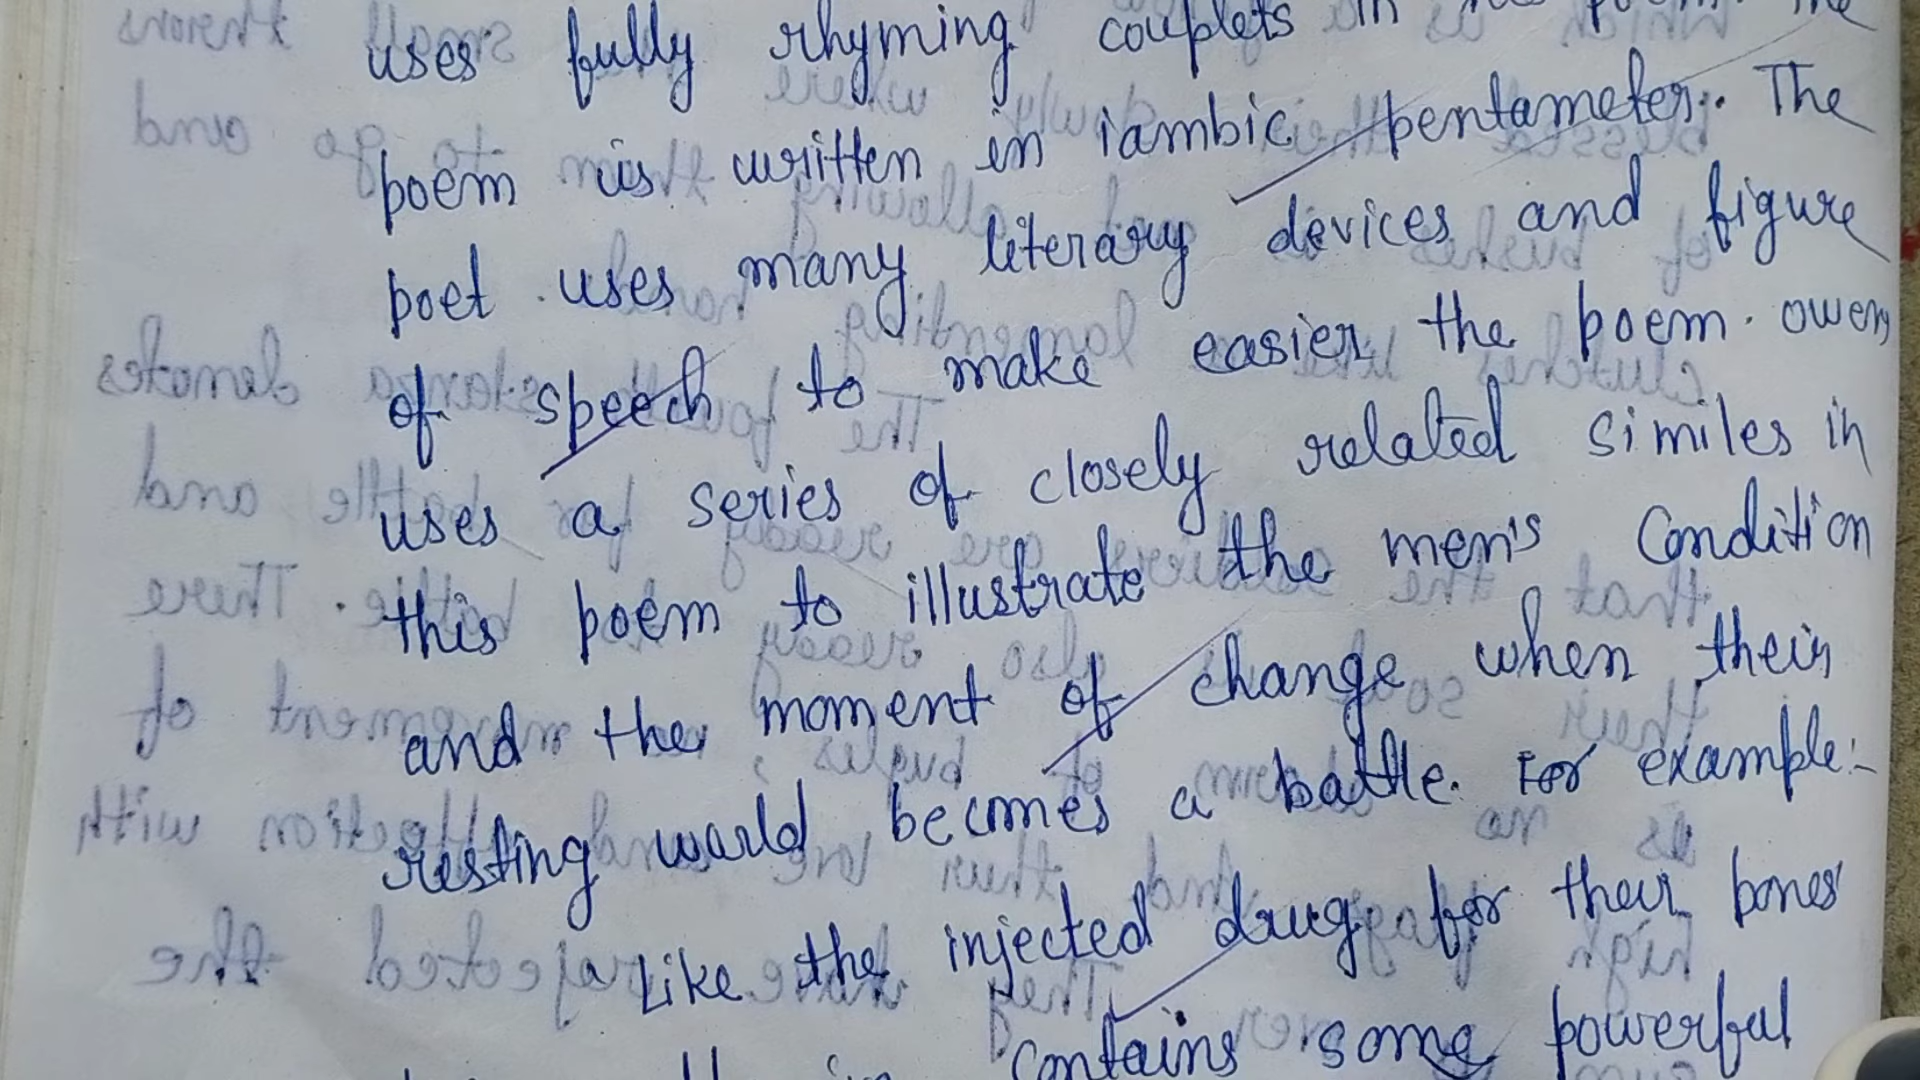 uses fully rhyming couplets in poem. The
poem is written in iambic pentameter. The
poet uses many literary devices and figure
of speech to make easier the poem. owen
uses a series of closely related similes in
this poem to illustrate the men's Condition
and the moment of change when their
resting world becomes a battle. For example:-
Like the injected drug for their bones'
contains some powerful